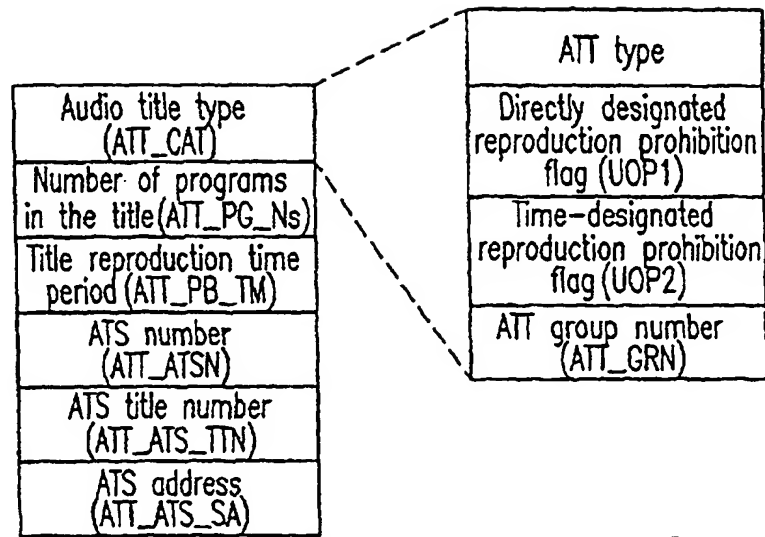 Audio title type
(ATT_CAT)
Number of programs
in the title (ATT_PG_Ns)
Title reproduction time
period (ATT_PB_TM)
ATS number
(ATT_ATSN)
ATS title number
(ATT_ATS_TTN)
ATS address
(ATT_ATS_SA)
ATT type
Directly designated
reproduction prohibition
flag (UOP1)
Time-designated
reproduction prohibition
flag (UOP2)
ATT group number
(ATT_GRN)